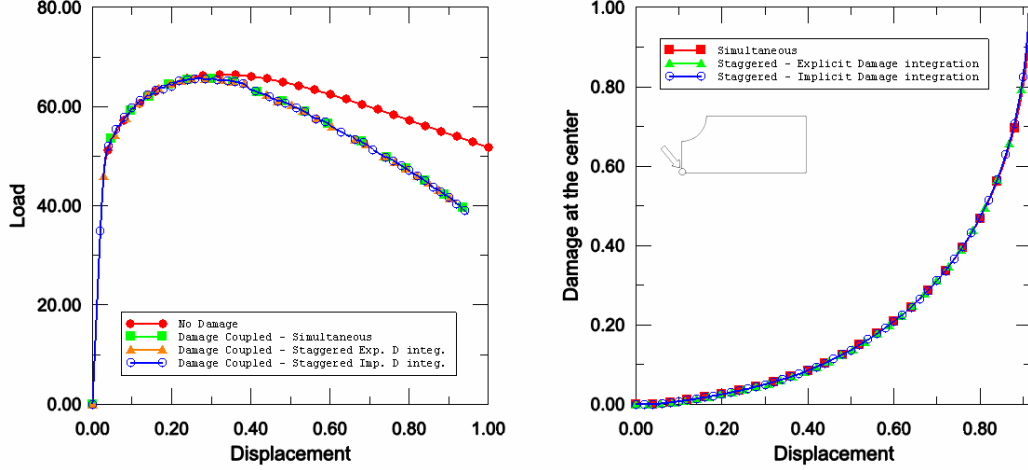 80.00
60.00
40.00
20.00
0.00
Load
No Damage
Damage Coupled - Simultaneous
Damage Coupled - Staggered Exp. D integ.
Damage Coupled - Staggered Imp. D integ.
0.00 0.20 0.40 0.60 0.80 1.00
Displacement
1.00
0.80
0.60
0.40
0.20
0.00
Damage at the center
Simultaneous
Staggered - Explicit Damage integration
Staggered - Implicit Damage integration
0.00 0.20 0.40 0.60 0.80
Displacement